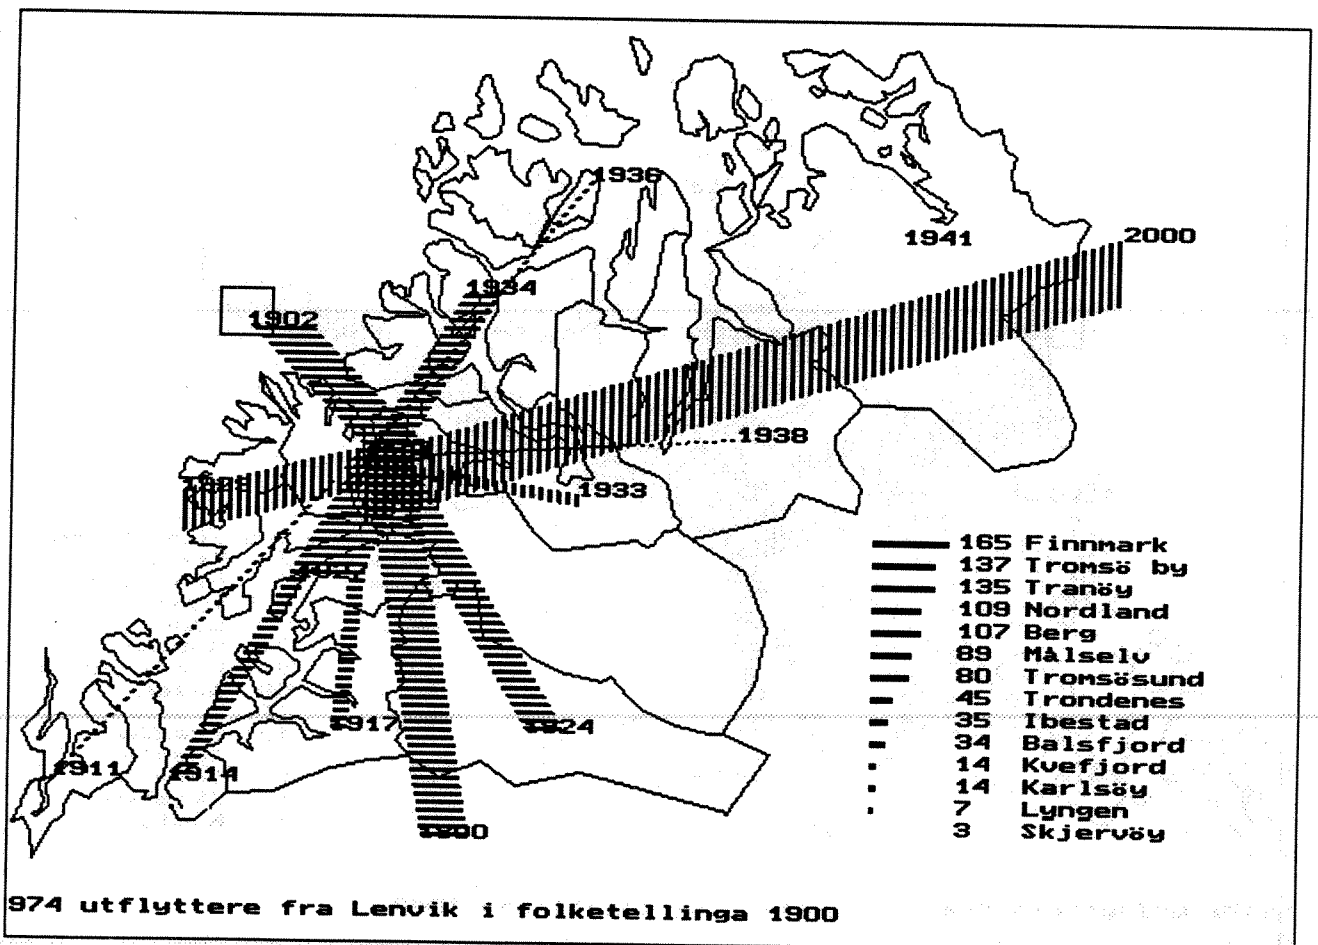 1936
1941
2000
1934
1902
1938
1933
1917
1924
1911
1914
165 Finnmark
137 Tromsö by
135 Tranöy
109 Nordland
107 Berg
89 Målselv
80 Tromsösund
45 Trondenes
35 Ibestad
34 Balsfjord
14 Kvefjord
14 Karlsöy
7 Lyngen
3 Skjervöy
974 utflyttere fra Lenvik i folketellinga 1900